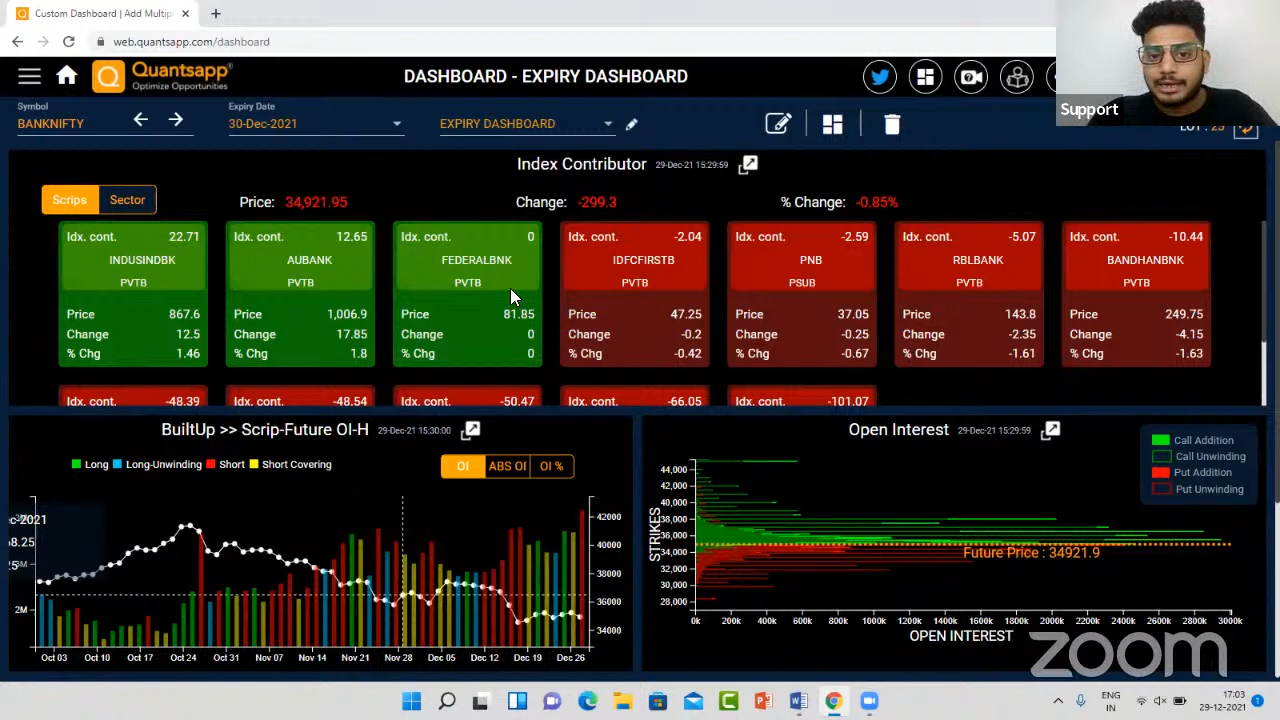 Custom Dashboard | Add Multip
web.quantsapp.com/dashboard
Quantsapp
Optimize Opportunities
DASHBOARD - EXPIRY DASHBOARD
Support
Symbol
BANKNIFTY
Expiry Date
30-Dec-2021
EXPIRY DASHBOARD
Index Contributor 29-Dec-21 15:29:59
Scrips Sector Price: 34,921.95 Change: -299.3 % Change: -0.85%
Idx. cont. 22.71 Idx. cont. 12.65 Idx. cont. 0 Idx. cont. -2.04 Idx. cont. -2.59 Idx. cont. -5.07 Idx. cont. -10.44
INDUSINDBK AUBANK FEDERALBNK IDFCFIRSTB PNB RBLBANK BANDHANBNK
PVTB PVTB PVTB PVTB PSUB PVTB PVTB
Price 867.6 Price 1,006.9 Price 81.85 Price 47.25 Price 37.05 Price 143.8 Price 249.75
Change 12.5 Change 17.85 Change 0 Change -0.2 Change -0.25 Change -2.35 Change -4.15
% Chg 1.46 % Chg 1.8 % Chg 0 % Chg -0.42 % Chg -0.67 % Chg -1.61 % Chg -1.63
Idx. cont. -48.39 Idx. cont. -48.54 Idx. cont. -50.47 Idx. cont. -66.05 Idx. cont. -101.07
BuiltUp >> Scrip-Future OI-H 29-Dec-21 15:30:00
Long Long-Unwinding Short Short Covering
OI ABS OI OI %
2M
42000
40000
38000
36000
34000
Oct 03 Oct 10 Oct 17 Oct 24 Oct 31 Nov 07 Nov 14 Nov 21 Nov 28 Dec 05 Dec 12 Dec 19 Dec 26
Open Interest 29-Dec-21 15:29:59
Call Addition
Call Unwinding
Put Addition
Put Unwinding
STRIKES
44,000
42,000
40,000
38,000
36,000
34,000
32,000
30,000
28,000
Future Price : 34921.9
0k 200k 400k 600k 800k 1000k 1200k 1400k 1600k 1800k 2000k 2200k 2400k 2600k 2800k 3000k
OPEN INTEREST
zoom
ENG
IN
17:03
29-12-2021